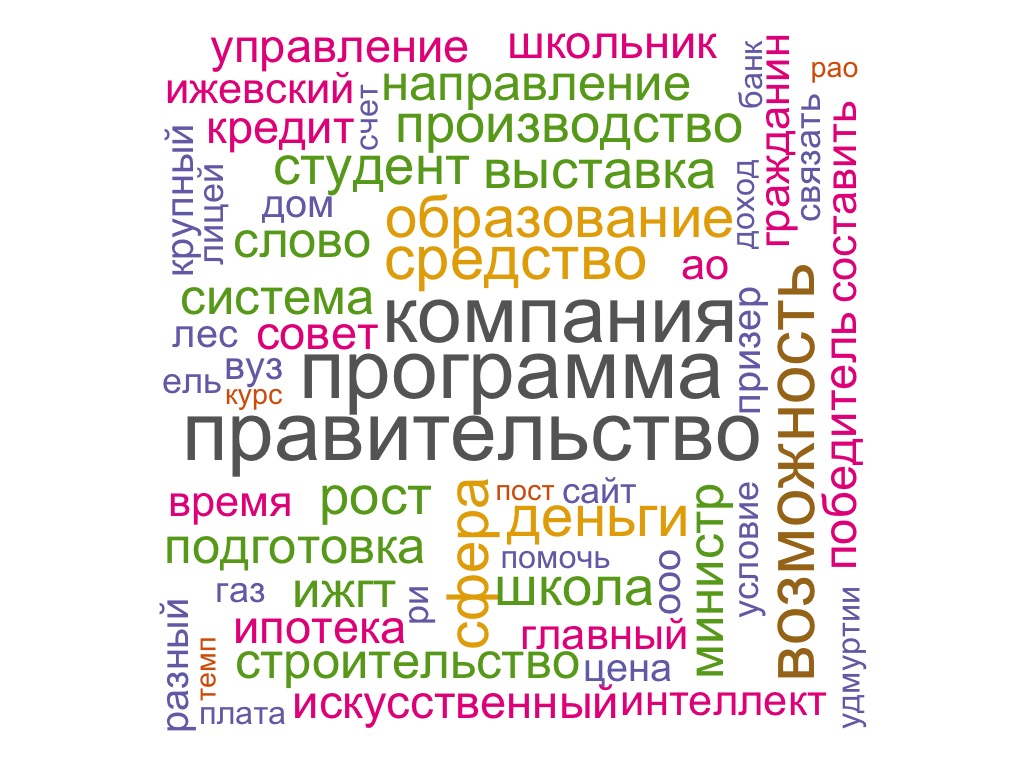 управление
школьник
ижевский
счет
направление
банк
гражданин
рао
кредит
производство
связать
составить
крупный
лицей
студент
выставка
доход
дом
образование
слово
средство
ао
система
компания
призер
возможность
победитель
лес
совет
программа
ель
вуз
курс
правительство
время
рост
сфера
пост
сайт
деньги
министр
условие
подготовка
помочь
ооо
газ
ижгт
ри
школа
разный
темп
ипотека
главный
удмуртии
строительство
цена
плата
искусственный
интеллект